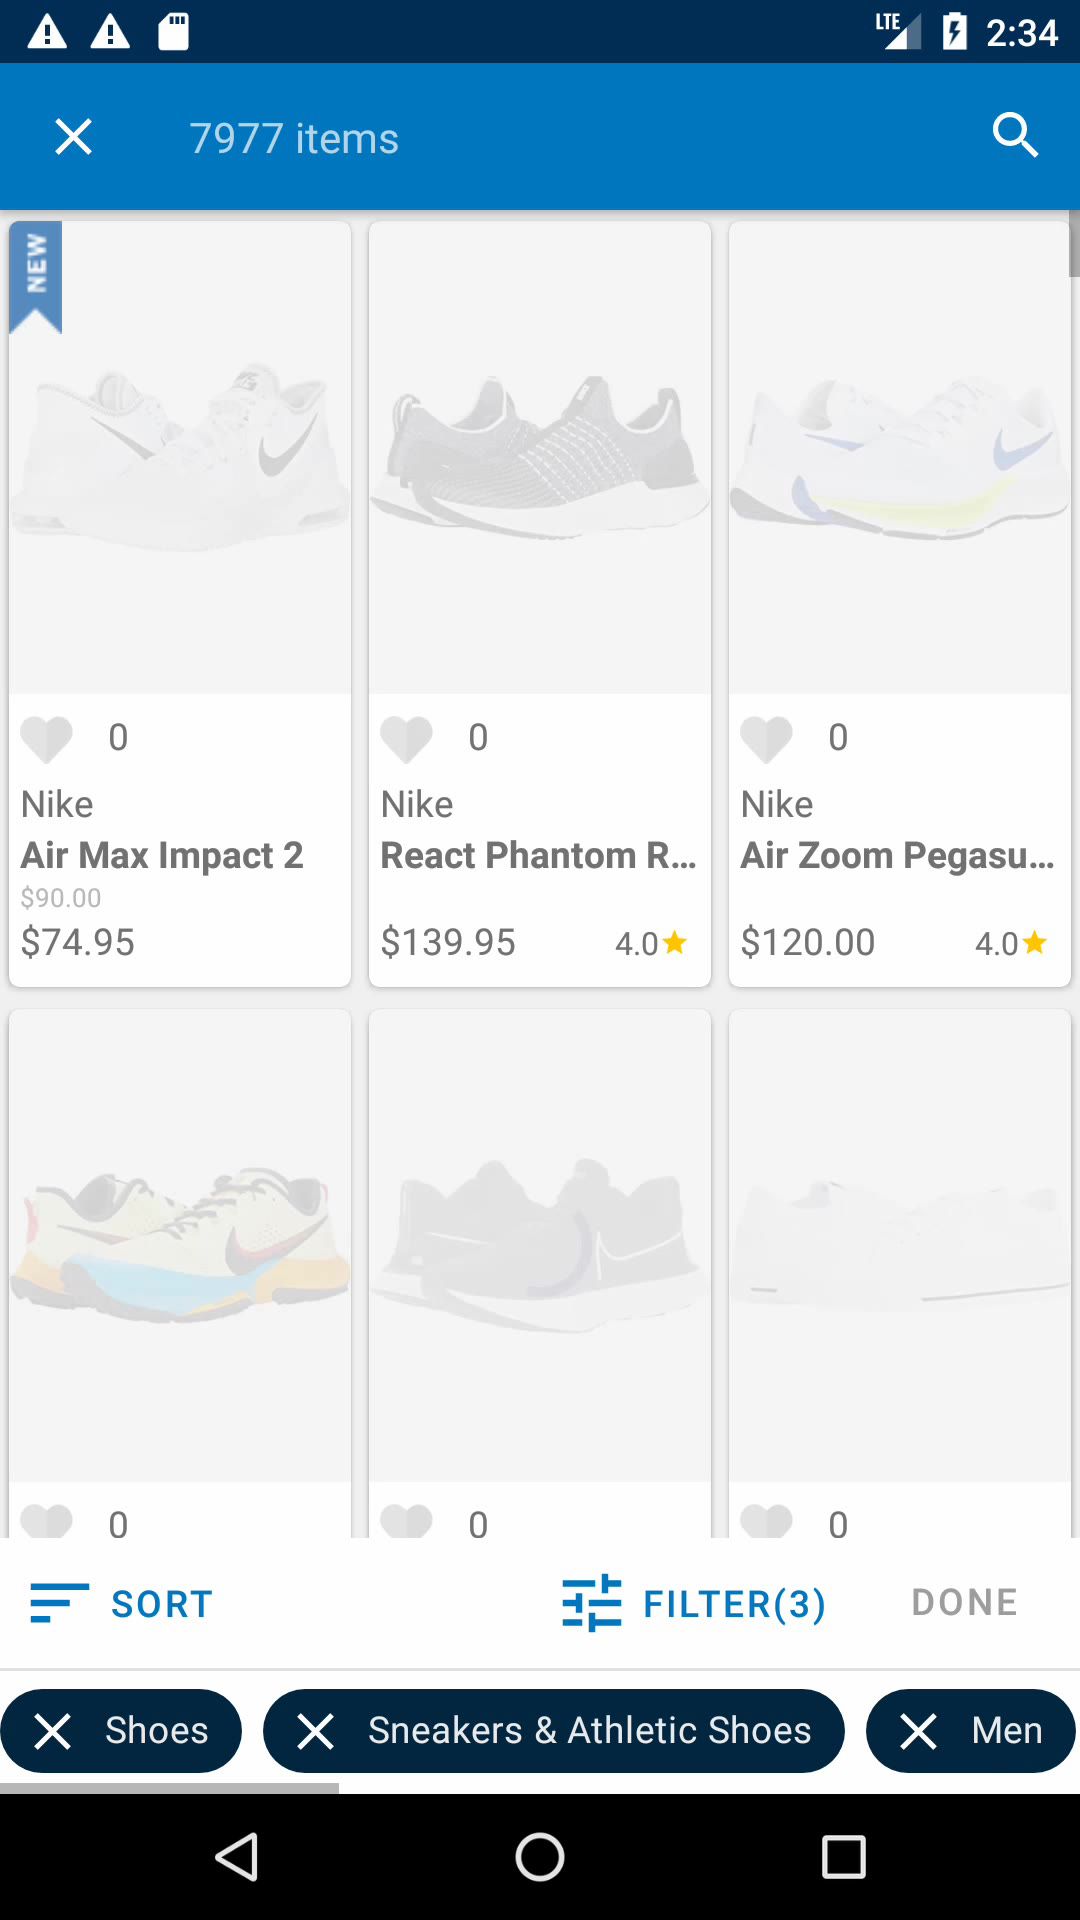 LTE 2:34
7977 items
NEW
0 0 0
Nike Nike Nike
Air Max Impact 2 React Phantom R... Air Zoom Pegasu...
$90.00
$74.95 $139.95 4.0 $120.00 4.0
0 0 0
SORT FILTER(3) DONE
Shoes Sneakers & Athletic Shoes Men